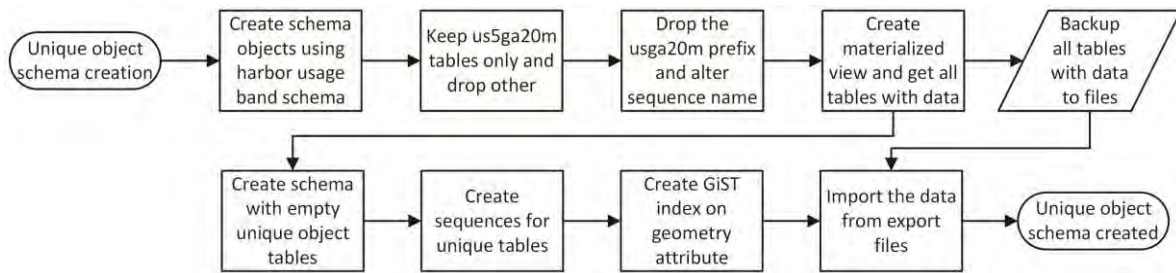 Unique object
schema creation
Create
schema
objects using
harbor usage
band schema
Keep us5ga20m
tables only and
drop other
Drop the
usga20m prefix
and alter
sequence name
Create
materialized
view and get all
tables with data
Backup
all tables
with data
to files
Create schema
with empty
unique object
tables
Create
sequences for
unique tables
Create GiST
index on
geometry
attribute
Import the data
from export
files
Unique object
schema created